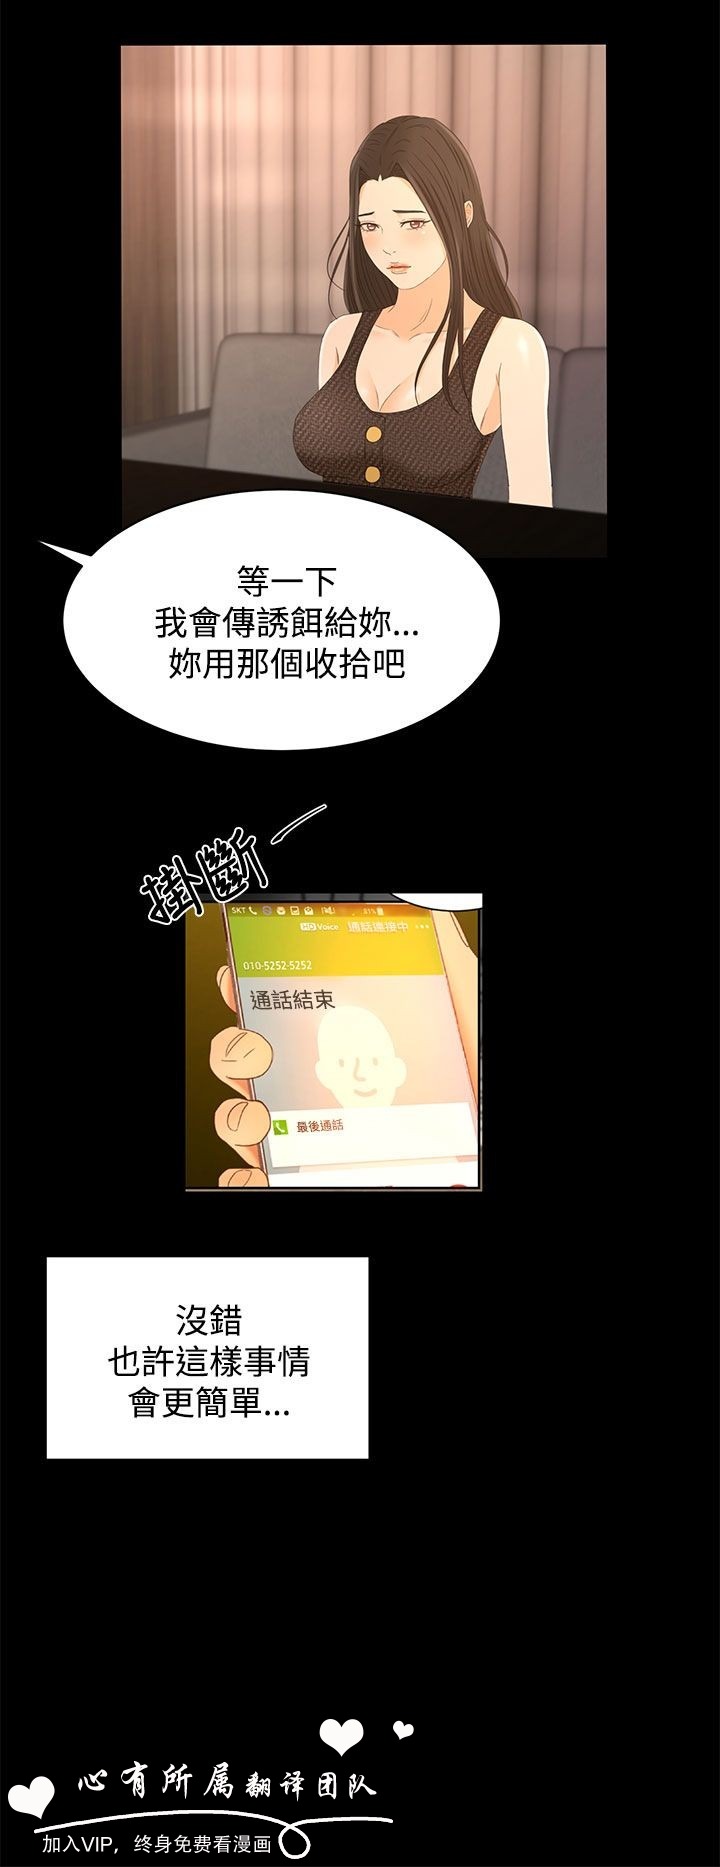 等一下
我會傳誘餌給妳...
妳用那個收拾吧
掛斷
SKT 81%
HD Voice 通話連接中
010-5252-5252
通話結束
最後通話
沒錯
也許這樣事情
會更簡單...
心有所属翻译团队
加入VIP，终身免费看漫画